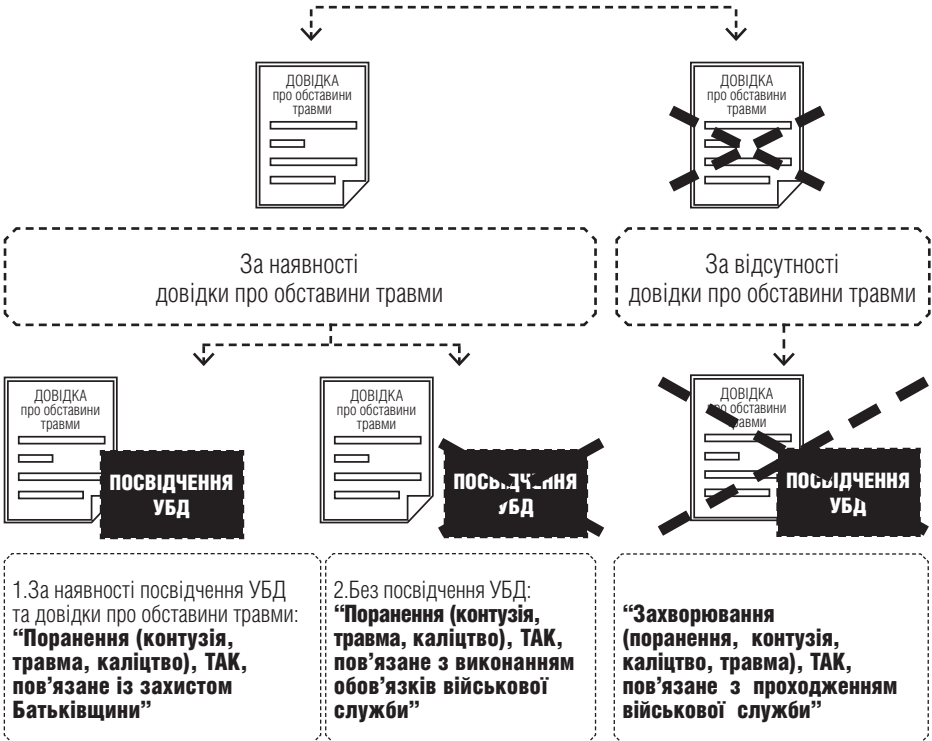 ДОВІДКА
про обставини
травми
ДОВІДКА
про обставини
травми
За наявності
довідки про обставини травми
За відсутності
довідки про обставини травми
ДОВІДКА
про обставини
травми
ПОСВІДЧЕННЯ
УБД
ДОВІДКА
про обставини
травми
ПОСВІДЧЕННЯ
УБД
ДОВІДКА
про обставини
травми
ПОСВІДЧЕННЯ
УБД
1.За наявності посвідчення УБД
та довідки про обставини травми:
“Поранення (контузія,
травма, каліцтво), ТАК,
пов’язане із захистом
Батьківщини”
2.Без посвідчення УБД:
“Поранення (контузія,
травма, каліцтво), ТАК,
пов’язане з виконанням
обов’язків військової
служби”
“Захворювання
(поранення, контузія,
каліцтво, травма), ТАК,
пов’язане з проходженням
військової служби”